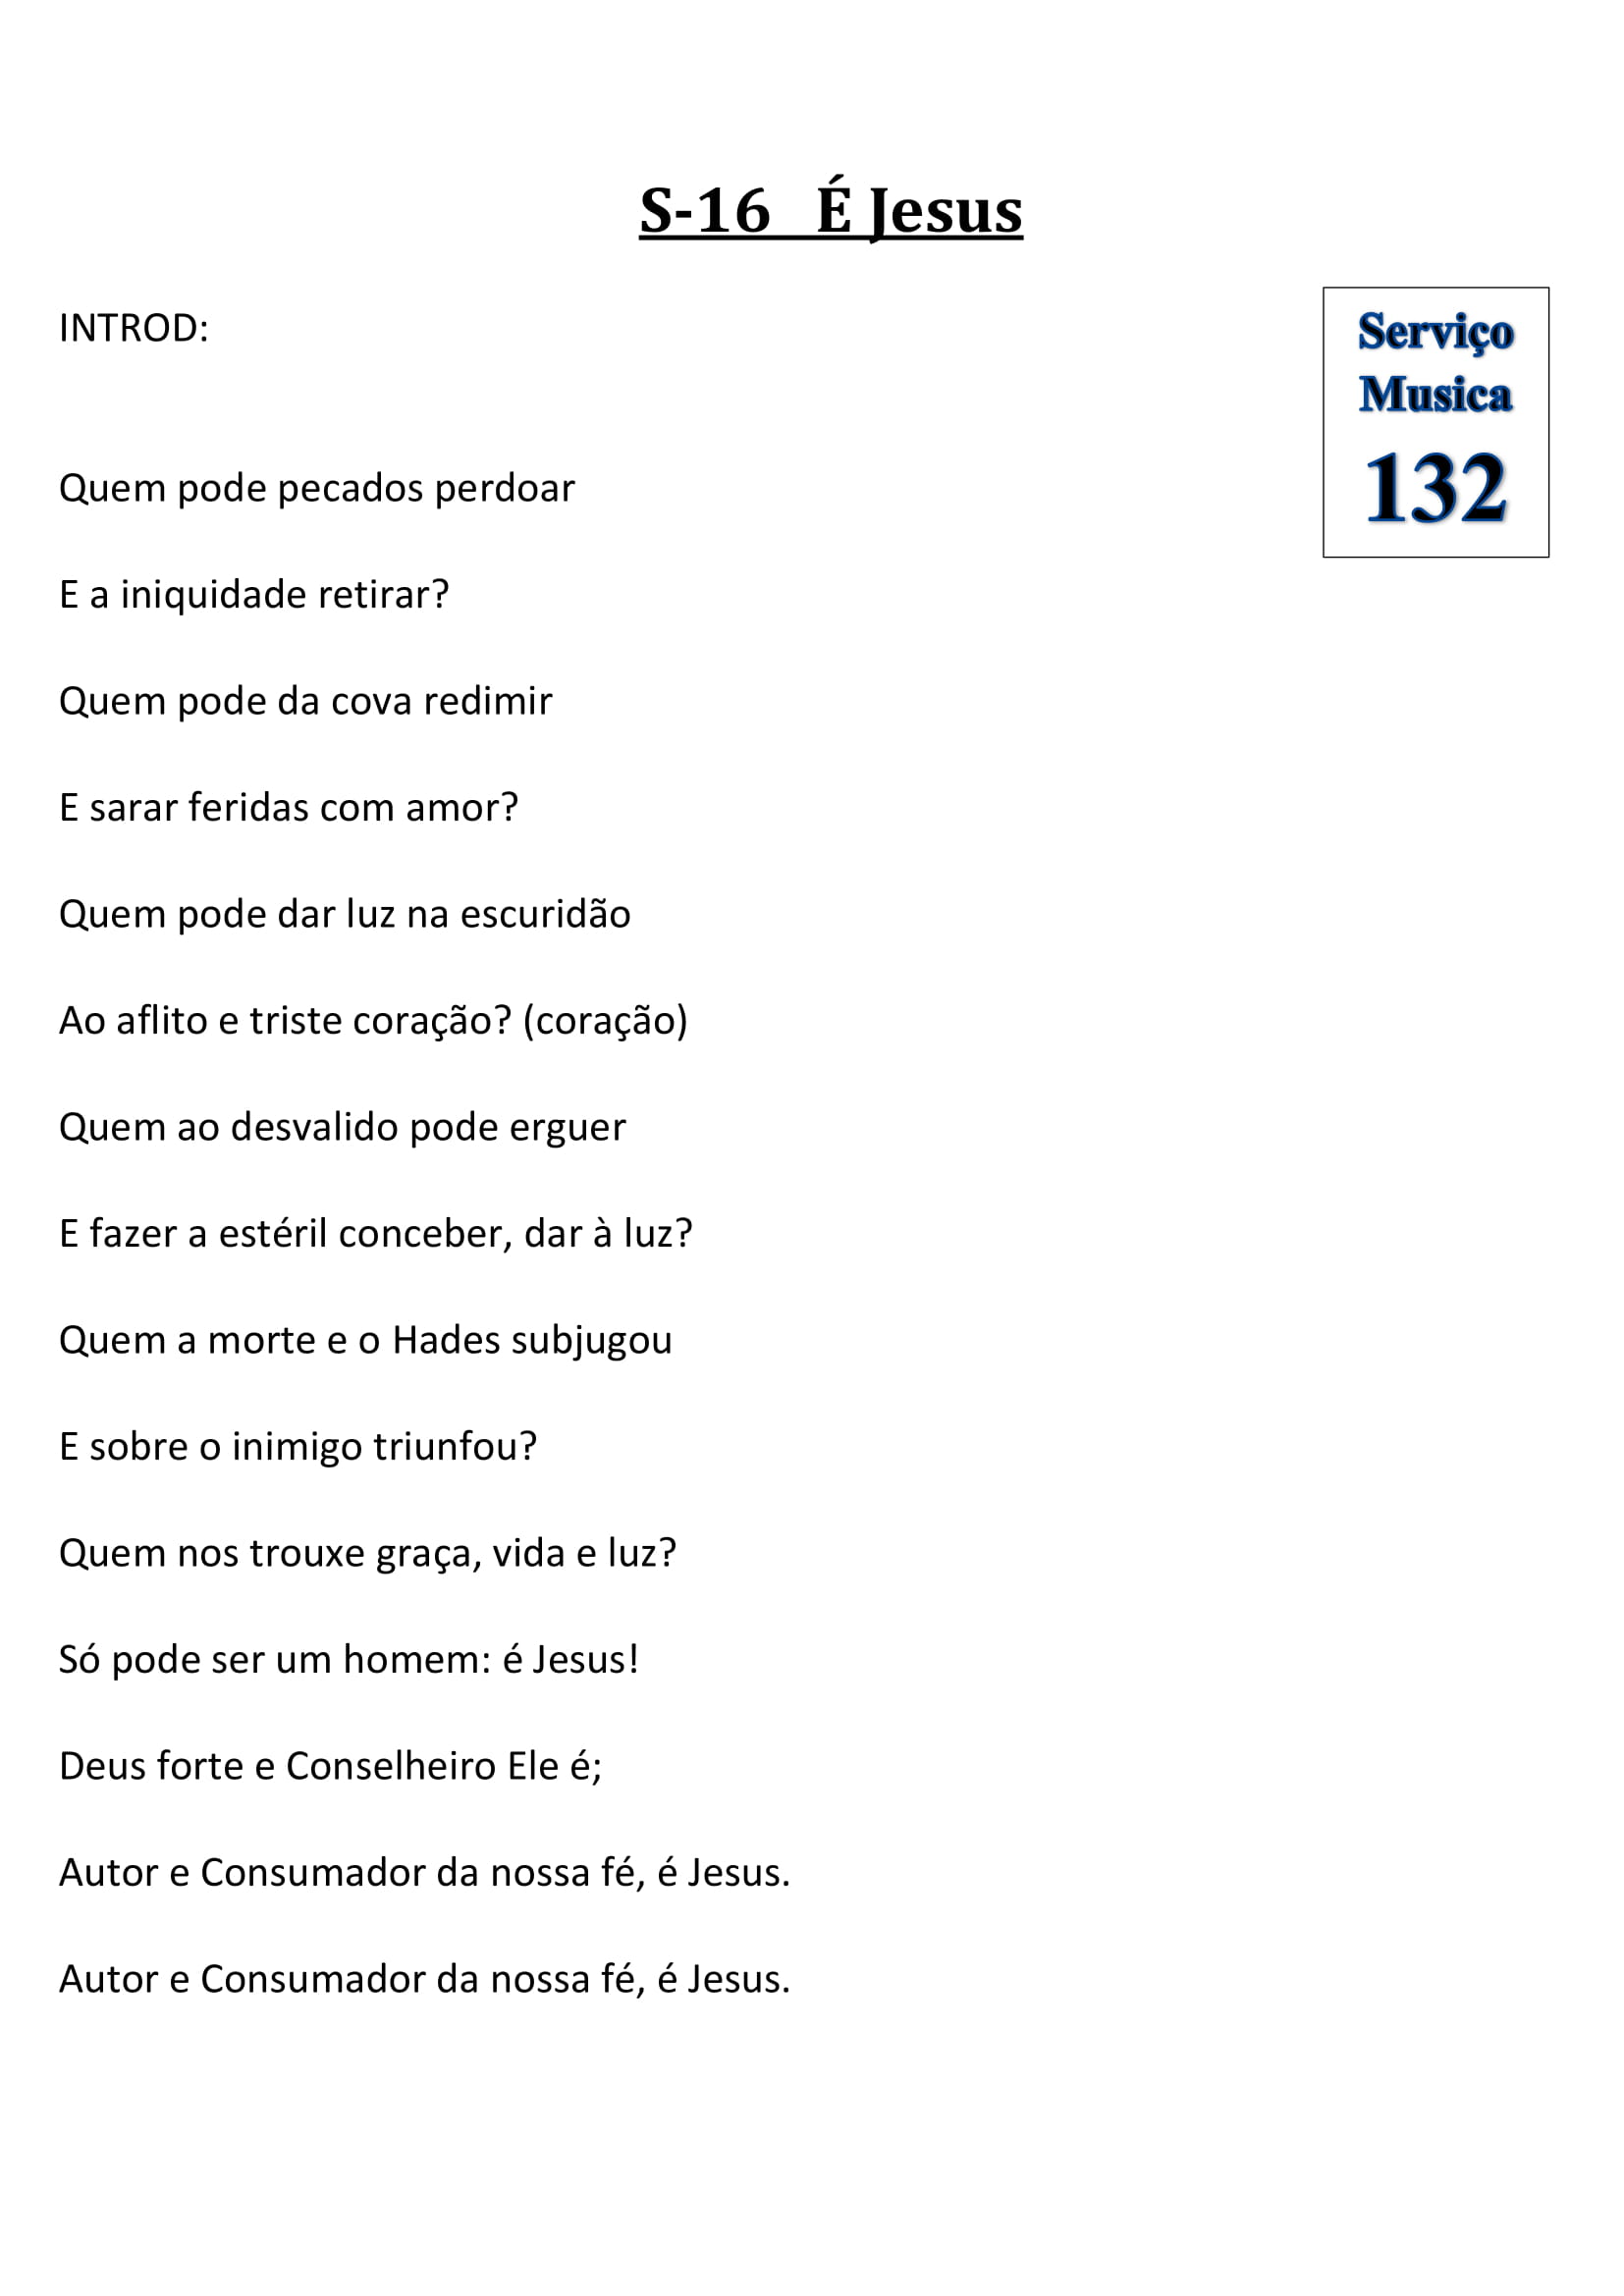 S-16 É Jesus
INTROD:
Serviço
Musica
132
Quem pode pecados perdoar
E a iniquidade retirar?
Quem pode da cova redimir
E sarar feridas com amor?
Quem pode dar luz na escuridão
Ao aflito e triste coração? (coração)
Quem ao desvalido pode erguer
E fazer a estéril conceber, dar à luz?
Quem a morte e o Hades subjugou
E sobre o inimigo triunfou?
Quem nos trouxe graça, vida e luz?
Só pode ser um homem: é Jesus!
Deus forte e Conselheiro Ele é;
Autor e Consumador da nossa fé, é Jesus.
Autor e Consumador da nossa fé, é Jesus.